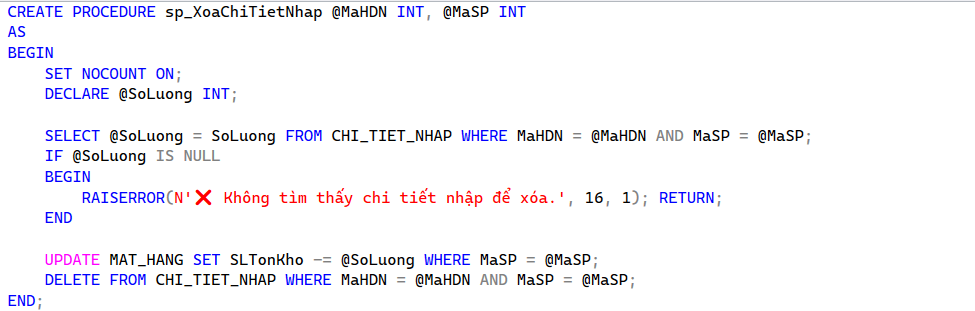 CREATE PROCEDURE sp_XoaChiTietNhap @MaHDN INT, @MaSP INT
AS
BEGIN
    SET NOCOUNT ON;
    DECLARE @SoLuong INT;

    SELECT @SoLuong = SoLuong FROM CHI_TIET_NHAP WHERE MaHDN = @MaHDN AND MaSP = @MaSP;
    IF @SoLuong IS NULL
    BEGIN
        RAISERROR(N'❌ Không tìm thấy chi tiết nhập để xóa.', 16, 1); RETURN;
    END

    UPDATE MAT_HANG SET SLTonKho -= @SoLuong WHERE MaSP = @MaSP;
    DELETE FROM CHI_TIET_NHAP WHERE MaHDN = @MaHDN AND MaSP = @MaSP;
END;